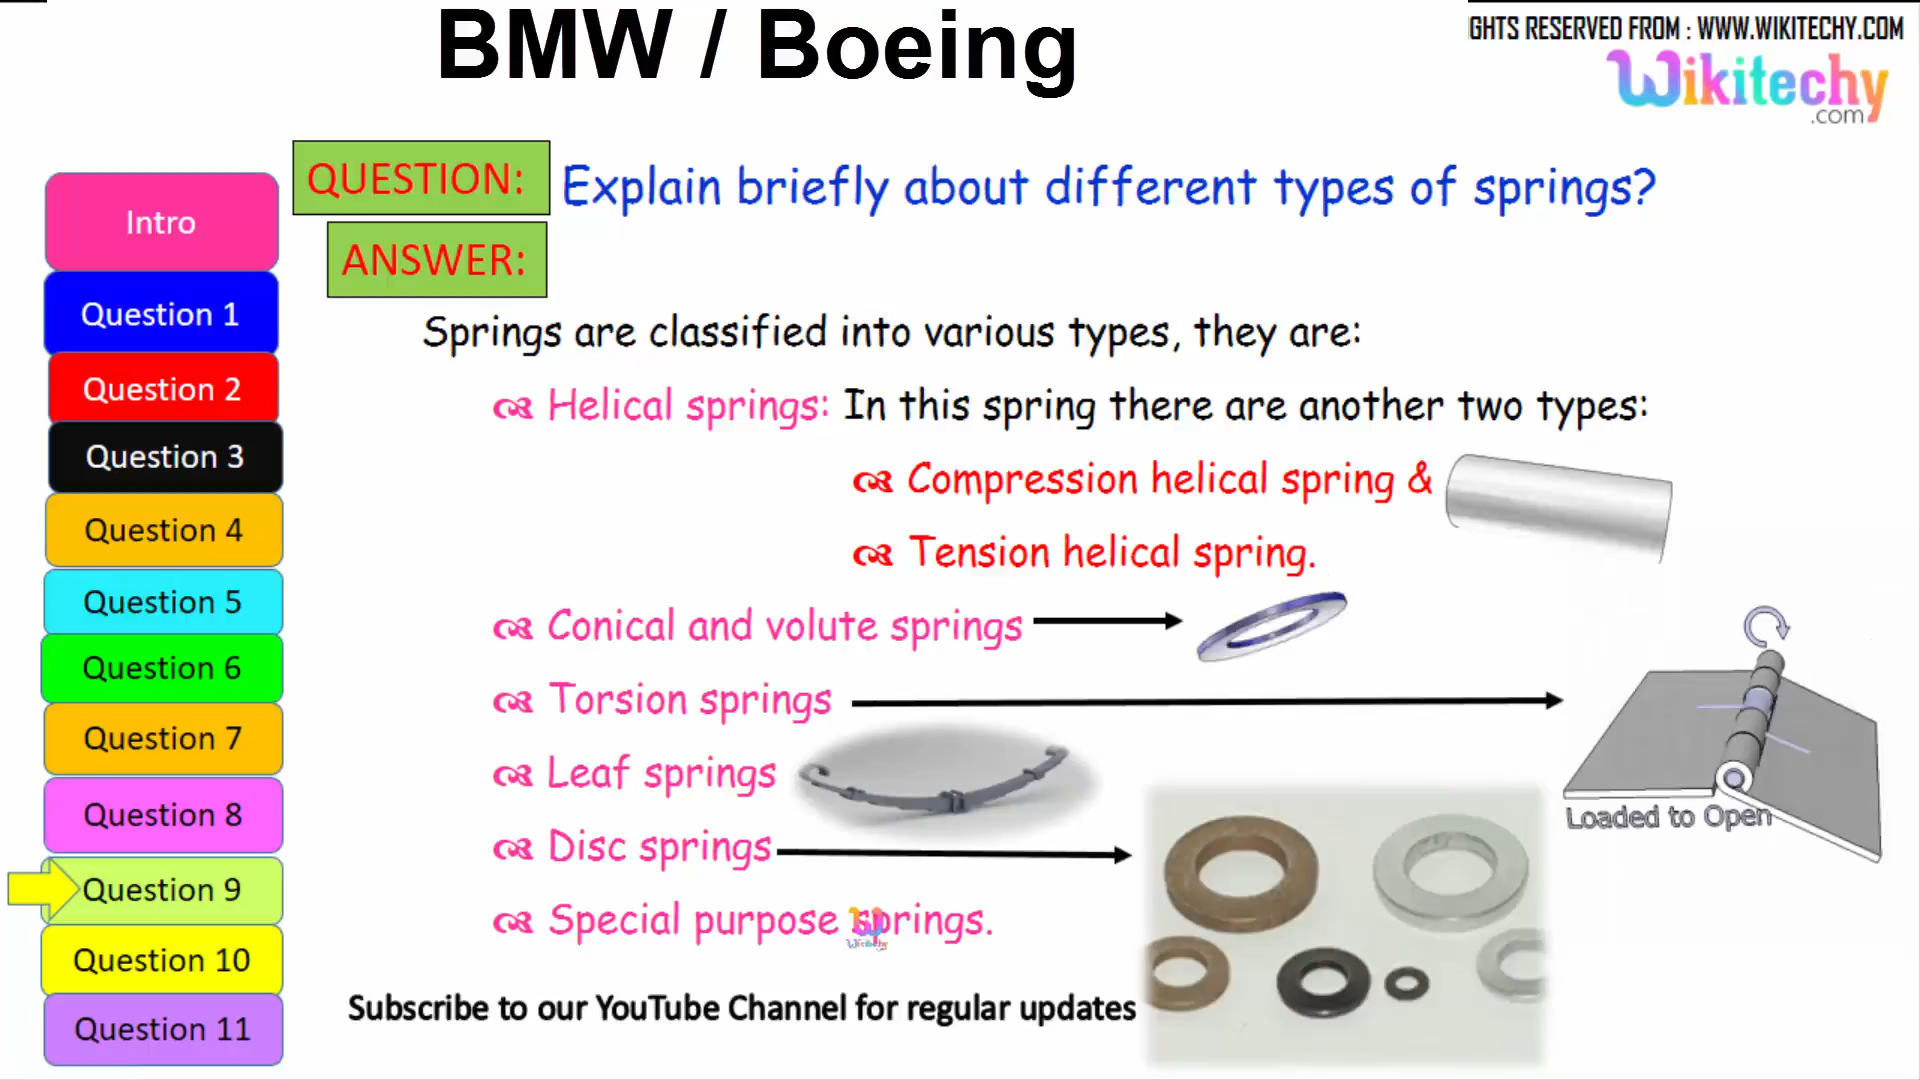 BMW / Boeing
IGHTS RESERVED FROM : WWW.WIKITECHY.COM
Wikitechy
.com
QUESTION: Explain briefly about different types of springs?
ANSWER:
Springs are classified into various types, they are:
Helical springs: In this spring there are another two types:
Compression helical spring &
Tension helical spring.
Conical and volute springs
Torsion springs
Leaf springs
Loaded to Open
Disc springs
Special purpose springs.
Wikitechy
Subscribe to our YouTube Channel for regular updates
Intro
Question 1
Question 2
Question 3
Question 4
Question 5
Question 6
Question 7
Question 8
Question 9
Question 10
Question 11